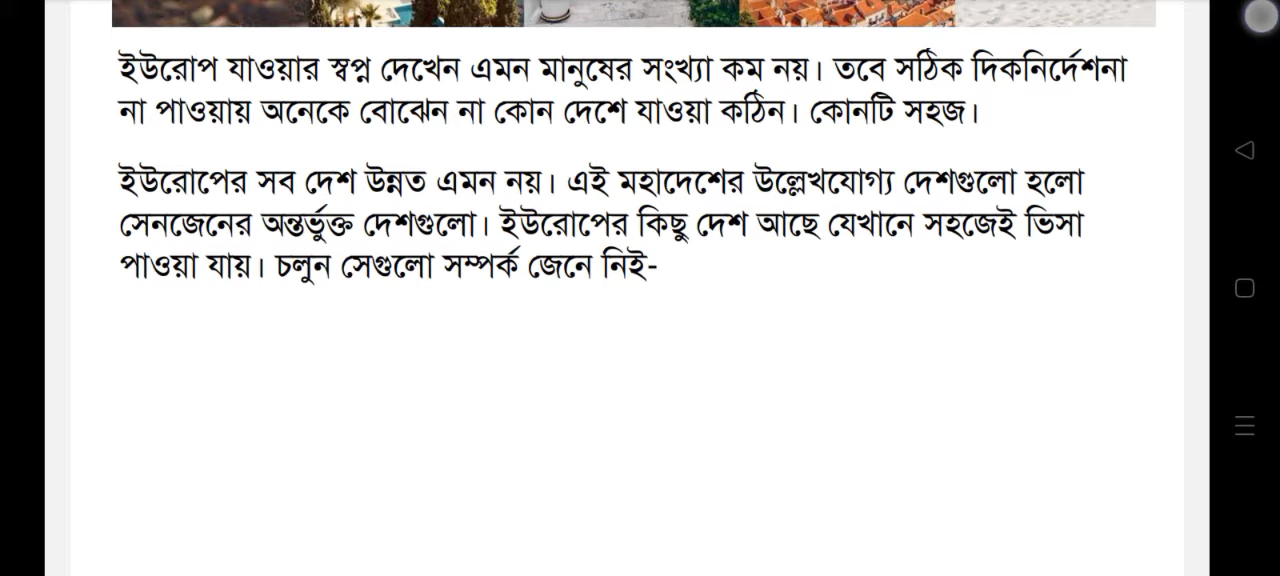 ইউরোপ যাওয়ার স্বপ্ন দেখেন এমন মানুষের সংখ্যা কম নয়। তবে সঠিক দিকনির্দেশনা
না পাওয়ায় অনেকে বোঝেন না কোন দেশে যাওয়া কঠিন। কোনটি সহজ।
ইউরোপের সব দেশ উন্নত এমন নয়। এই মহাদেশের উল্লেখযোগ্য দেশগুলো হলো
সেনজেনের অন্তর্ভুক্ত দেশগুলো। ইউরোপের কিছু দেশ আছে যেখানে সহজেই ভিসা
পাওয়া যায়। চলুন সেগুলো সম্পর্ক জেনে নিই-